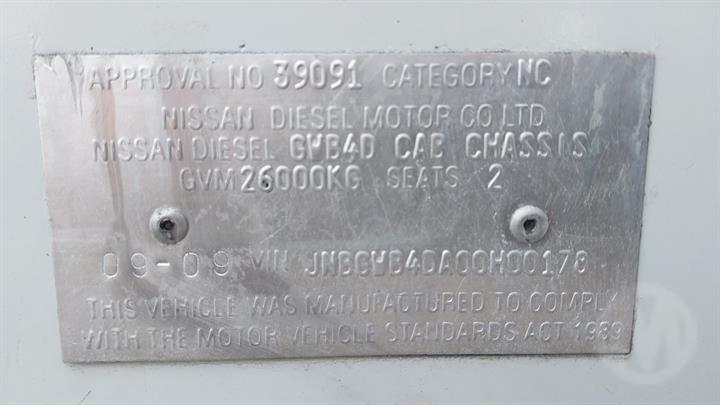 APPROVAL NO 39091 CATEGORY NC
NISSAN DIESEL MOTOR CO LTD
NISSAN DIESEL GWB4D CAB CHASSIS
GVM 26000KG SEATS 2
09-09 VIN JNBGWB4DA00H00178
THIS VEHICLE WAS MANUFACTURED TO COMPLY
WITH THE MOTOR VEHICLE STANDARDS ACT 1989